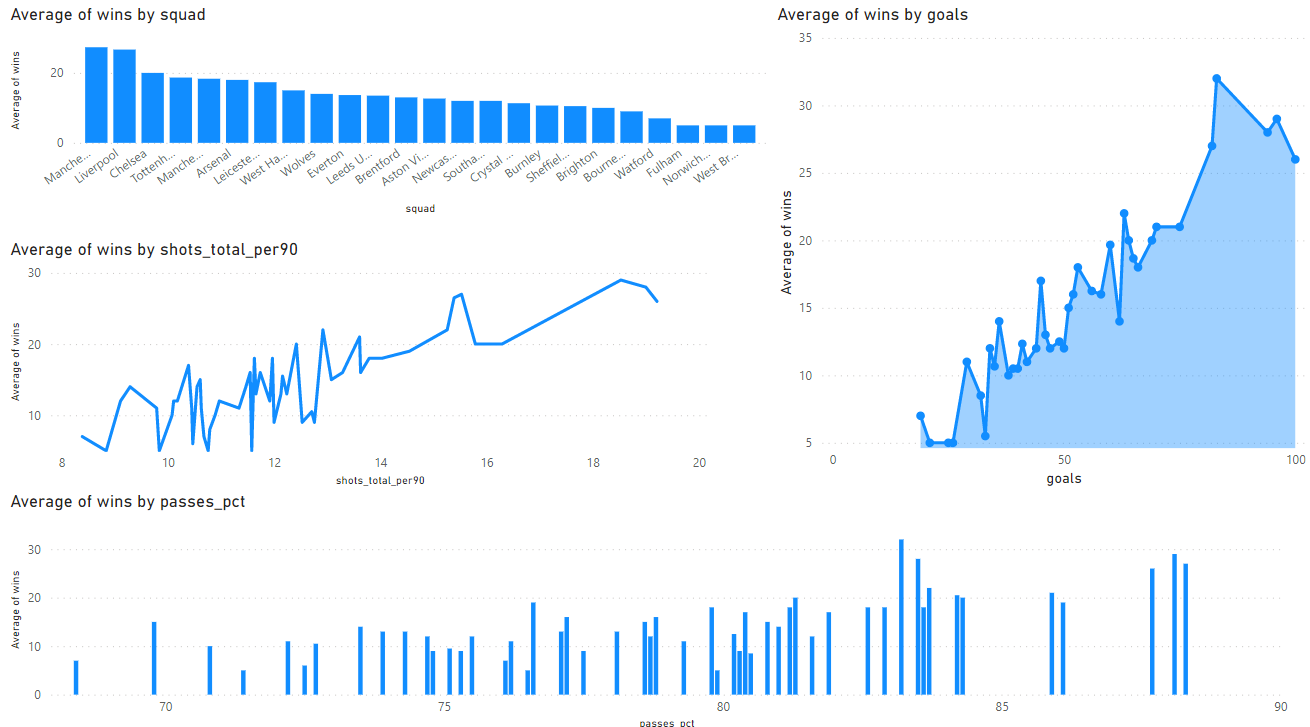 Average of wins by squad
Average of wins
20
0
Manche...
Liverpool
Chelsea
Tottenh...
Manche...
Arsenal
Leiceste...
West Ha...
Wolves
Everton
Leeds U...
Brentford
Aston Vi...
Newcas...
Southa...
Crystal ...
Burnley
Sheffiel...
Brighton
Bourne...
Watford
Fulham
Norwich...
West Br...
squad
Average of wins by goals
Average of wins
35
30
25
20
15
10
5
0
50
100
goals
Average of wins by shots_total_per90
Average of wins
30
20
10
8
10
12
14
16
18
20
shots_total_per90
Average of wins by passes_pct
Average of wins
30
20
10
0
70
75
80
85
90
passes_pct